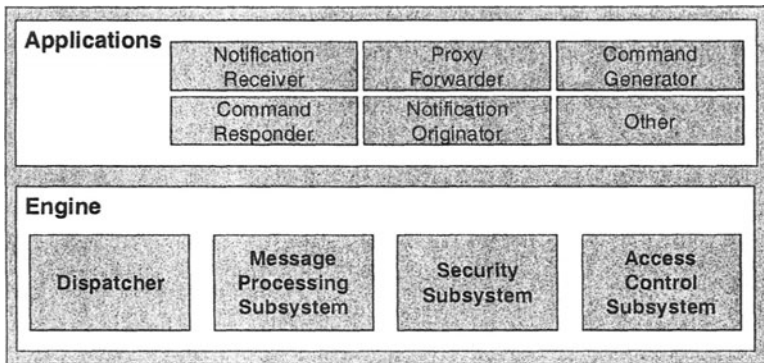 Applications
Notification
Receiver
Proxy
Forwarder
Command
Generator
Command
Responder
Notification
Originator
Other
Engine
Dispatcher
Message
Processing
Subsystem
Security
Subsystem
Access
Control
Subsystem